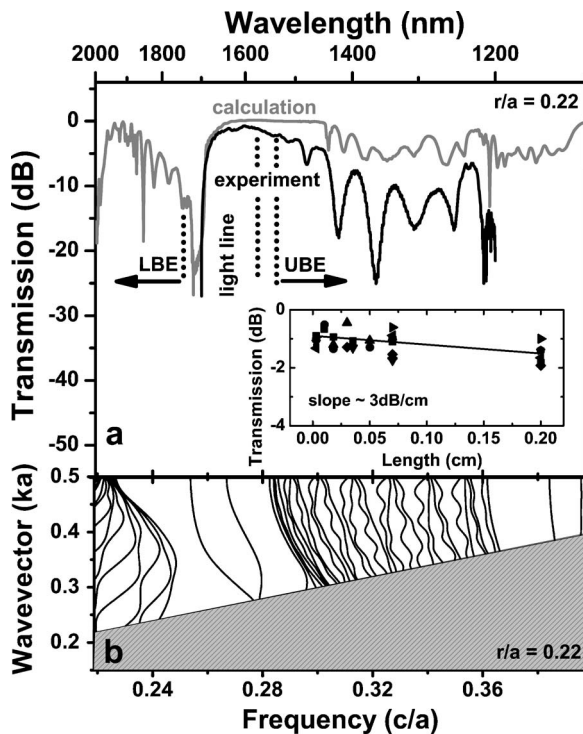 Wavelength (nm)
2000 1800 1600 1400 1200
Transmission (dB)
0
-10
-20
-30
-40
-50
calculation
r/a = 0.22
experiment
LBE
light line
UBE
a
Transmission (dB)
0
-2
-4
slope ~ 3dB/cm
0.00 0.05 0.10 0.15 0.20
Length (cm)
Wavevector (ka)
0.5
0.4
0.3
0.2
b
r/a = 0.22
0.24 0.28 0.32 0.36
Frequency (c/a)